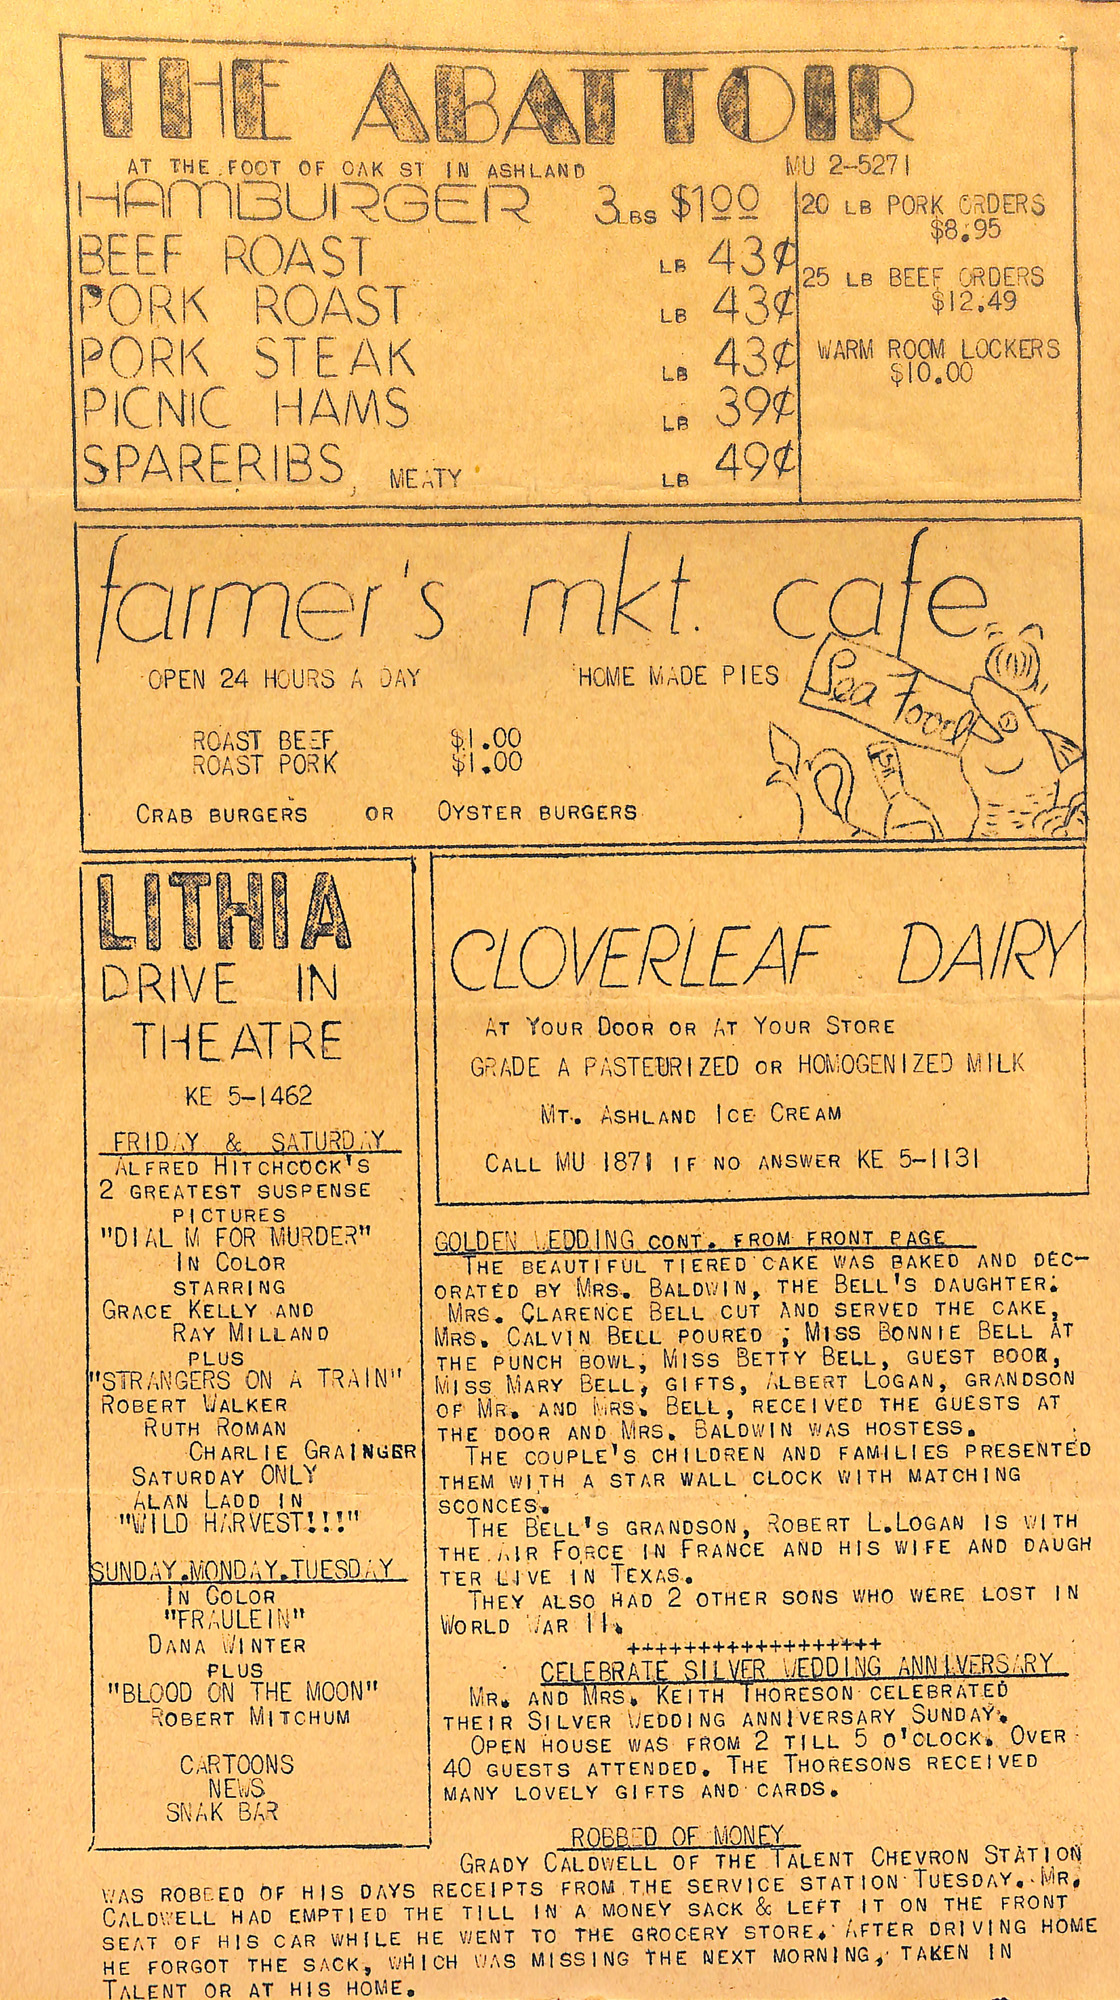 THE ABATTOIR
AT THE FOOT OF OAK ST IN ASHLAND MU 2-5271
HAMBURGER 3 LBS $1.00
BEEF ROAST LB 43¢
PORK ROAST LB 43¢
PORK STEAK LB 43¢
PICNIC HAMS LB 39¢
SPARERIBS, MEATY LB 49¢
20 LB PORK ORDERS
$8.95
25 LB BEEF ORDERS
$12.49
WARM ROOM LOCKERS
$10.00
farmer's mkt. cafe
OPEN 24 HOURS A DAY HOME MADE PIES
Sea Food
ROAST BEEF $1.00
ROAST PORK $1.00
CRAB BURGERS OR OYSTER BURGERS
LITHIA
DRIVE IN
THEATRE
KE 5-1462
FRIDAY & SATURDAY
ALFRED HITCHCOCK'S
2 GREATEST SUSPENSE
PICTURES
"DIAL M FOR MURDER"
IN COLOR
STARRING
GRACE KELLY AND
RAY MILLAND
PLUS
"STRANGERS ON A TRAIN"
ROBERT WALKER
RUTH ROMAN
CHARLIE GRAINGER
SATURDAY ONLY
ALAN LADD IN
"WILD HARVEST!!!"
SUNDAY.MONDAY.TUESDAY
IN COLOR
"FRAULEIN"
DANA WINTER
PLUS
"BLOOD ON THE MOON"
ROBERT MITCHUM
CARTOONS
NEWS
SNAK BAR
CLOVERLEAF DAIRY
AT YOUR DOOR OR AT YOUR STORE
GRADE A PASTEURIZED OR HOMOGENIZED MILK
MT. ASHLAND ICE CREAM
CALL MU 1871 IF NO ANSWER KE 5-1131
GOLDEN WEDDING CONT. FROM FRONT PAGE
THE BEAUTIFUL TIERED CAKE WAS BAKED AND DEC-
ORATED BY MRS. BALDWIN, THE BELL'S DAUGHTER.
MRS. CLARENCE BELL CUT AND SERVED THE CAKE,
MRS. CALVIN BELL POURED ; MISS BONNIE BELL AT
THE PUNCH BOWL; MISS BETTY BELL, GUEST BOOK,
MISS MARY BELL, GIFTS, ALBERT LOGAN, GRANDSON
OF MR. AND MRS. BELL, RECEIVED THE GUESTS AT
THE DOOR AND MRS. BALDWIN WAS HOSTESS.
THE COUPLE'S CHILDREN AND FAMILIES PRESENTED
THEM WITH A STAR WALL CLOCK WITH MATCHING
SCONCES.
THE BELL'S GRANDSON, ROBERT L.LOGAN IS WITH
THE AIR FORCE IN FRANCE AND HIS WIFE AND DAUGH
TER LIVE IN TEXAS.
THEY ALSO HAD 2 OTHER SONS WHO WERE LOST IN
WORLD WAR II.
++++++++++++++++++
CELEBRATE SILVER WEDDING ANNIVERSARY
MR. AND MRS. KEITH THORESON CELEBRATED
THEIR SILVER WEDDING ANNIVERSARY SUNDAY.
OPEN HOUSE WAS FROM 2 TILL 5 O'CLOCK. OVER
40 GUESTS ATTENDED. THE THORESONS RECEIVED
MANY LOVELY GIFTS AND CARDS.
ROBBED OF MONEY
GRADY CALDWELL OF THE TALENT CHEVRON STATION
WAS ROBBED OF HIS DAYS RECEIPTS FROM THE SERVICE STATION TUESDAY. MR.
CALDWELL HAD EMPTIED THE TILL IN A MONEY SACK & LEFT IT ON THE FRONT
SEAT OF HIS CAR WHILE HE WENT TO THE GROCERY STORE. AFTER DRIVING HOME
HE FORGOT THE SACK, WHICH WAS MISSING THE NEXT MORNING, TAKEN IN
TALENT OR AT HIS HOME.